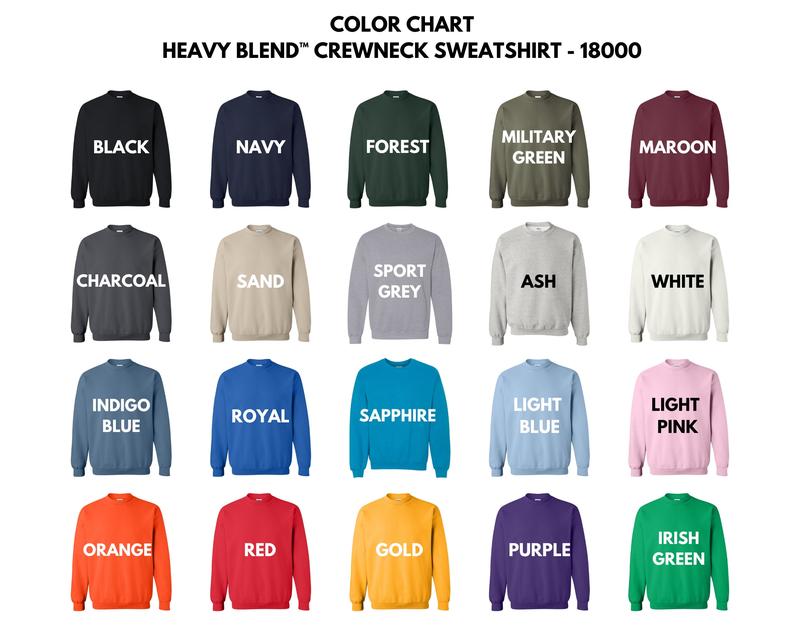 COLOR CHART
HEAVY BLEND™ CREWNECK SWEATSHIRT - 18000
BLACK
NAVY
FOREST
MILITARY
GREEN
MAROON
CHARCOAL
SAND
SPORT
GREY
ASH
WHITE
INDIGO
BLUE
ROYAL
SAPPHIRE
LIGHT
BLUE
LIGHT
PINK
ORANGE
RED
GOLD
PURPLE
IRISH
GREEN